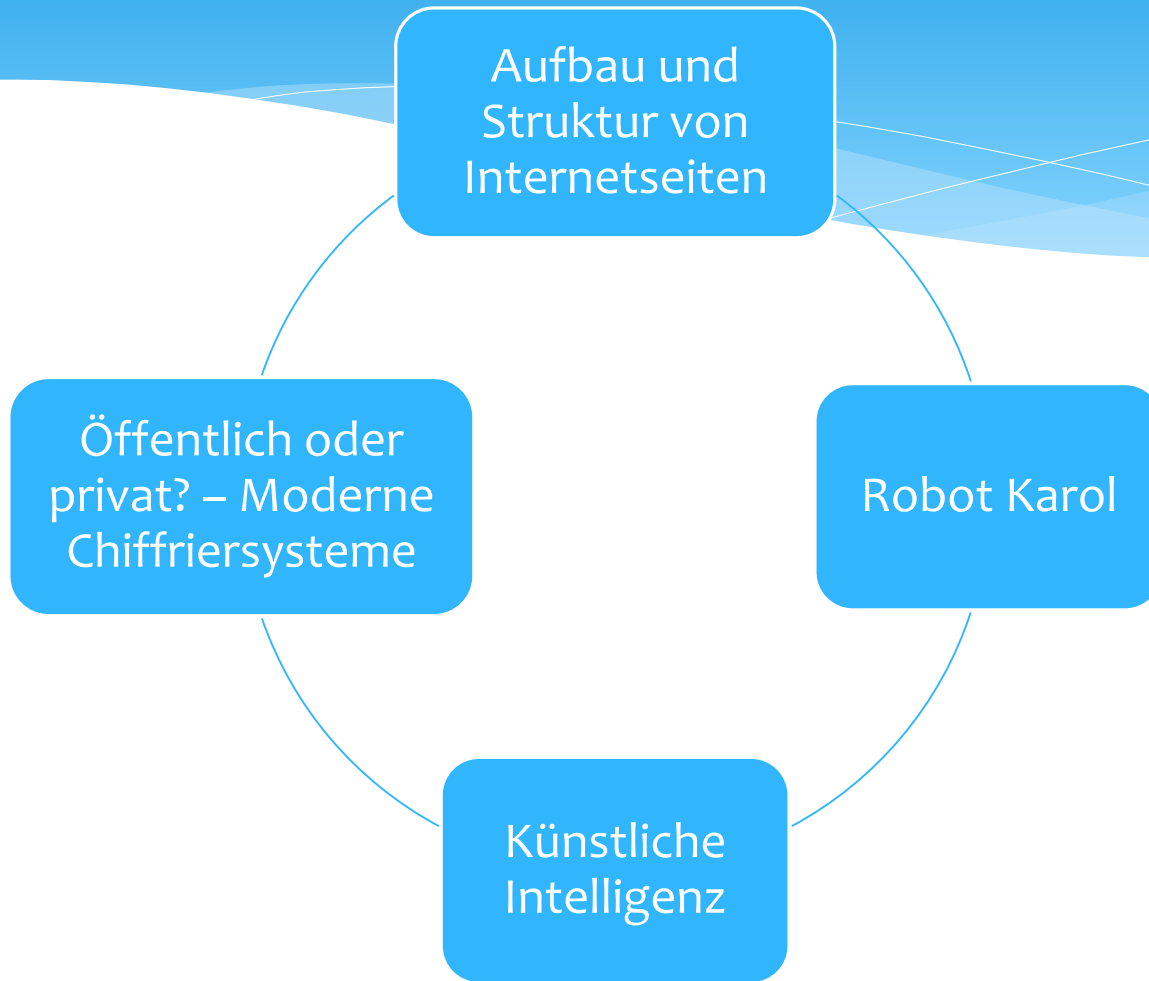 Aufbau und
Struktur von
Internetseiten
Öffentlich oder
privat? – Moderne
Chiffriersysteme
Robot Karol
Künstliche
Intelligenz